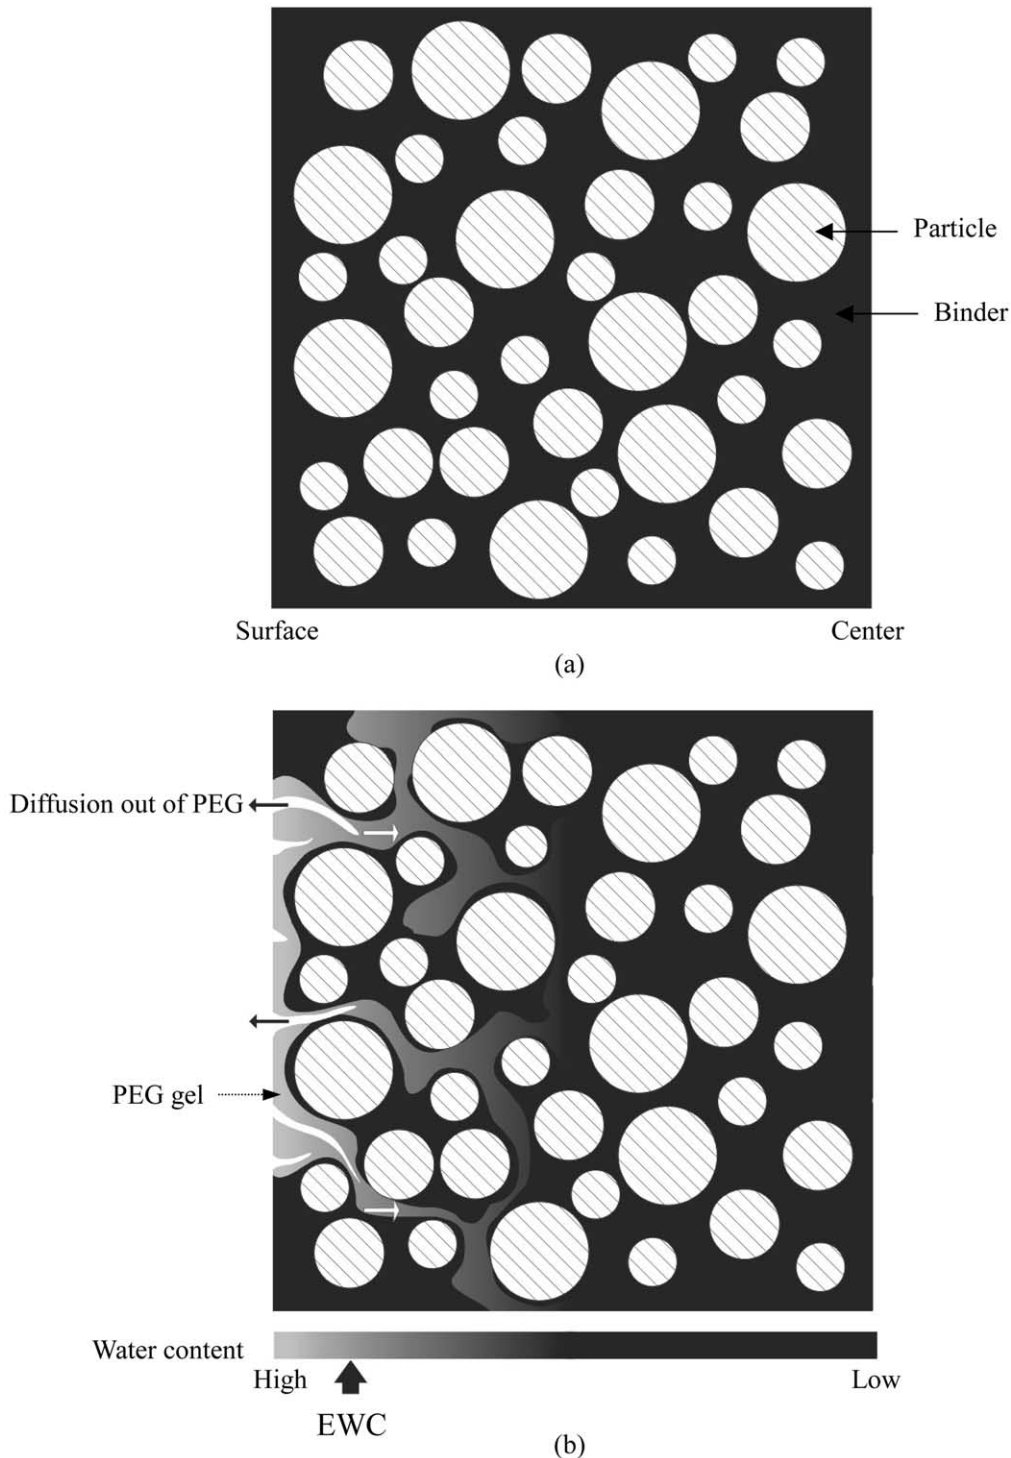 Particle
Binder
Surface
Center
(a)
Diffusion out of PEG
PEG gel
Water content
High
Low
EWC
(b)